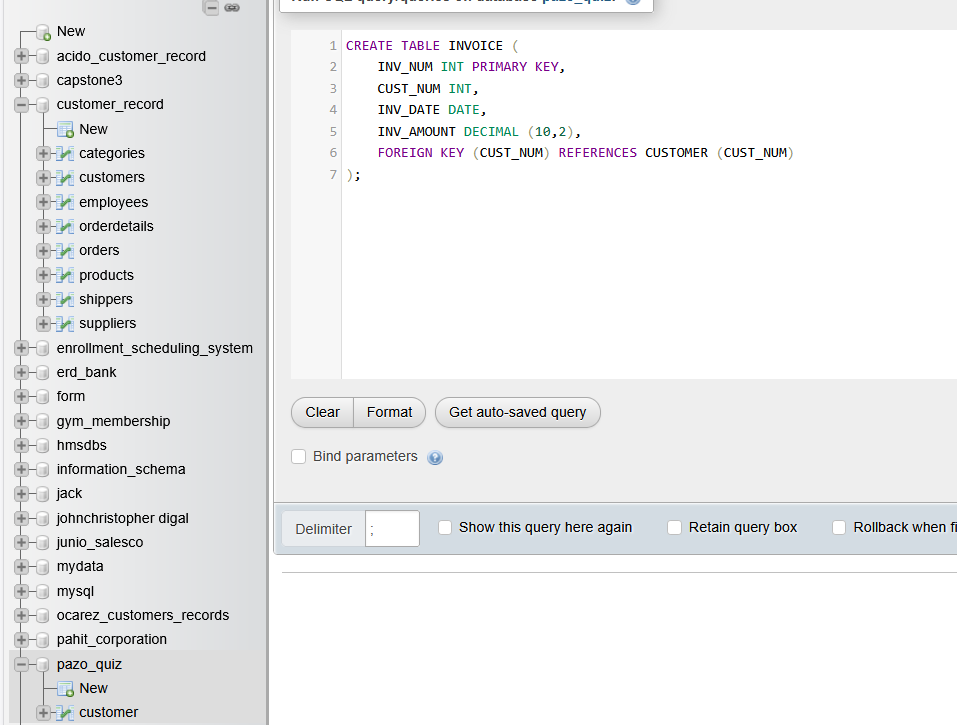 New
acido_customer_record
capstone3
customer_record
New
categories
customers
employees
orderdetails
orders
products
shippers
suppliers
enrollment_scheduling_system
erd_bank
form
gym_membership
hmsdbs
information_schema
jack
johnchristopher digal
junio_salesco
mydata
mysql
ocarez_customers_records
pahit_corporation
pazo_quiz
New
customer
Run SQL query/queries on database pazo_quiz:
1 CREATE TABLE INVOICE (
2 INV_NUM INT PRIMARY KEY,
3 CUST_NUM INT,
4 INV_DATE DATE,
5 INV_AMOUNT DECIMAL (10,2),
6 FOREIGN KEY (CUST_NUM) REFERENCES CUSTOMER (CUST_NUM)
7 );
Clear Format Get auto-saved query
Bind parameters
Delimiter ; Show this query here again Retain query box Rollback when fi